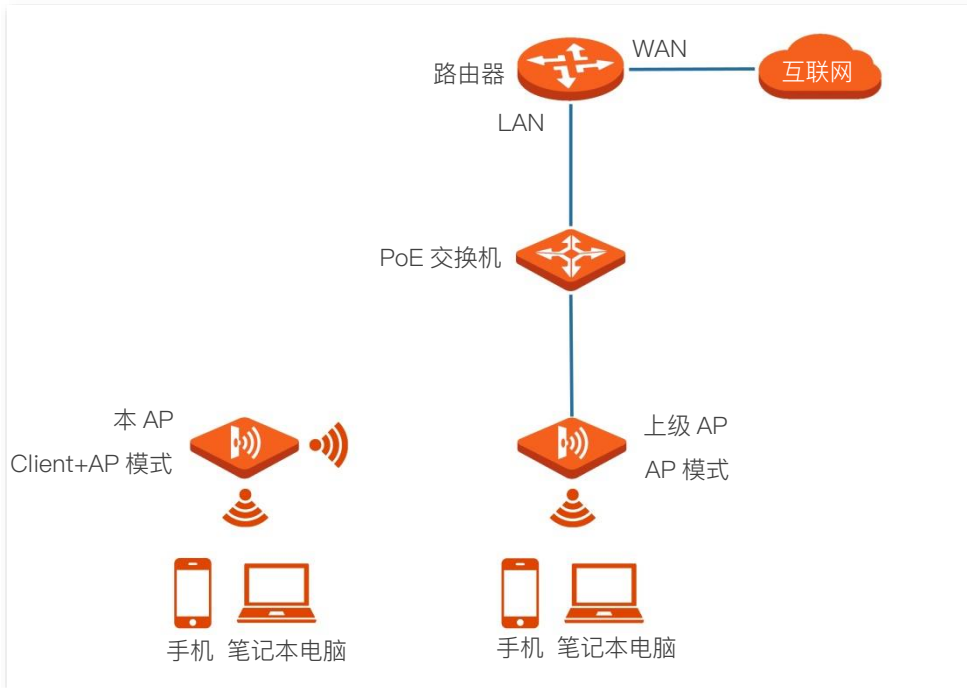 WAN
路由器
互联网
LAN
PoE 交换机
本 AP
Client+AP 模式
上级 AP
AP 模式
手机 笔记本电脑
手机 笔记本电脑